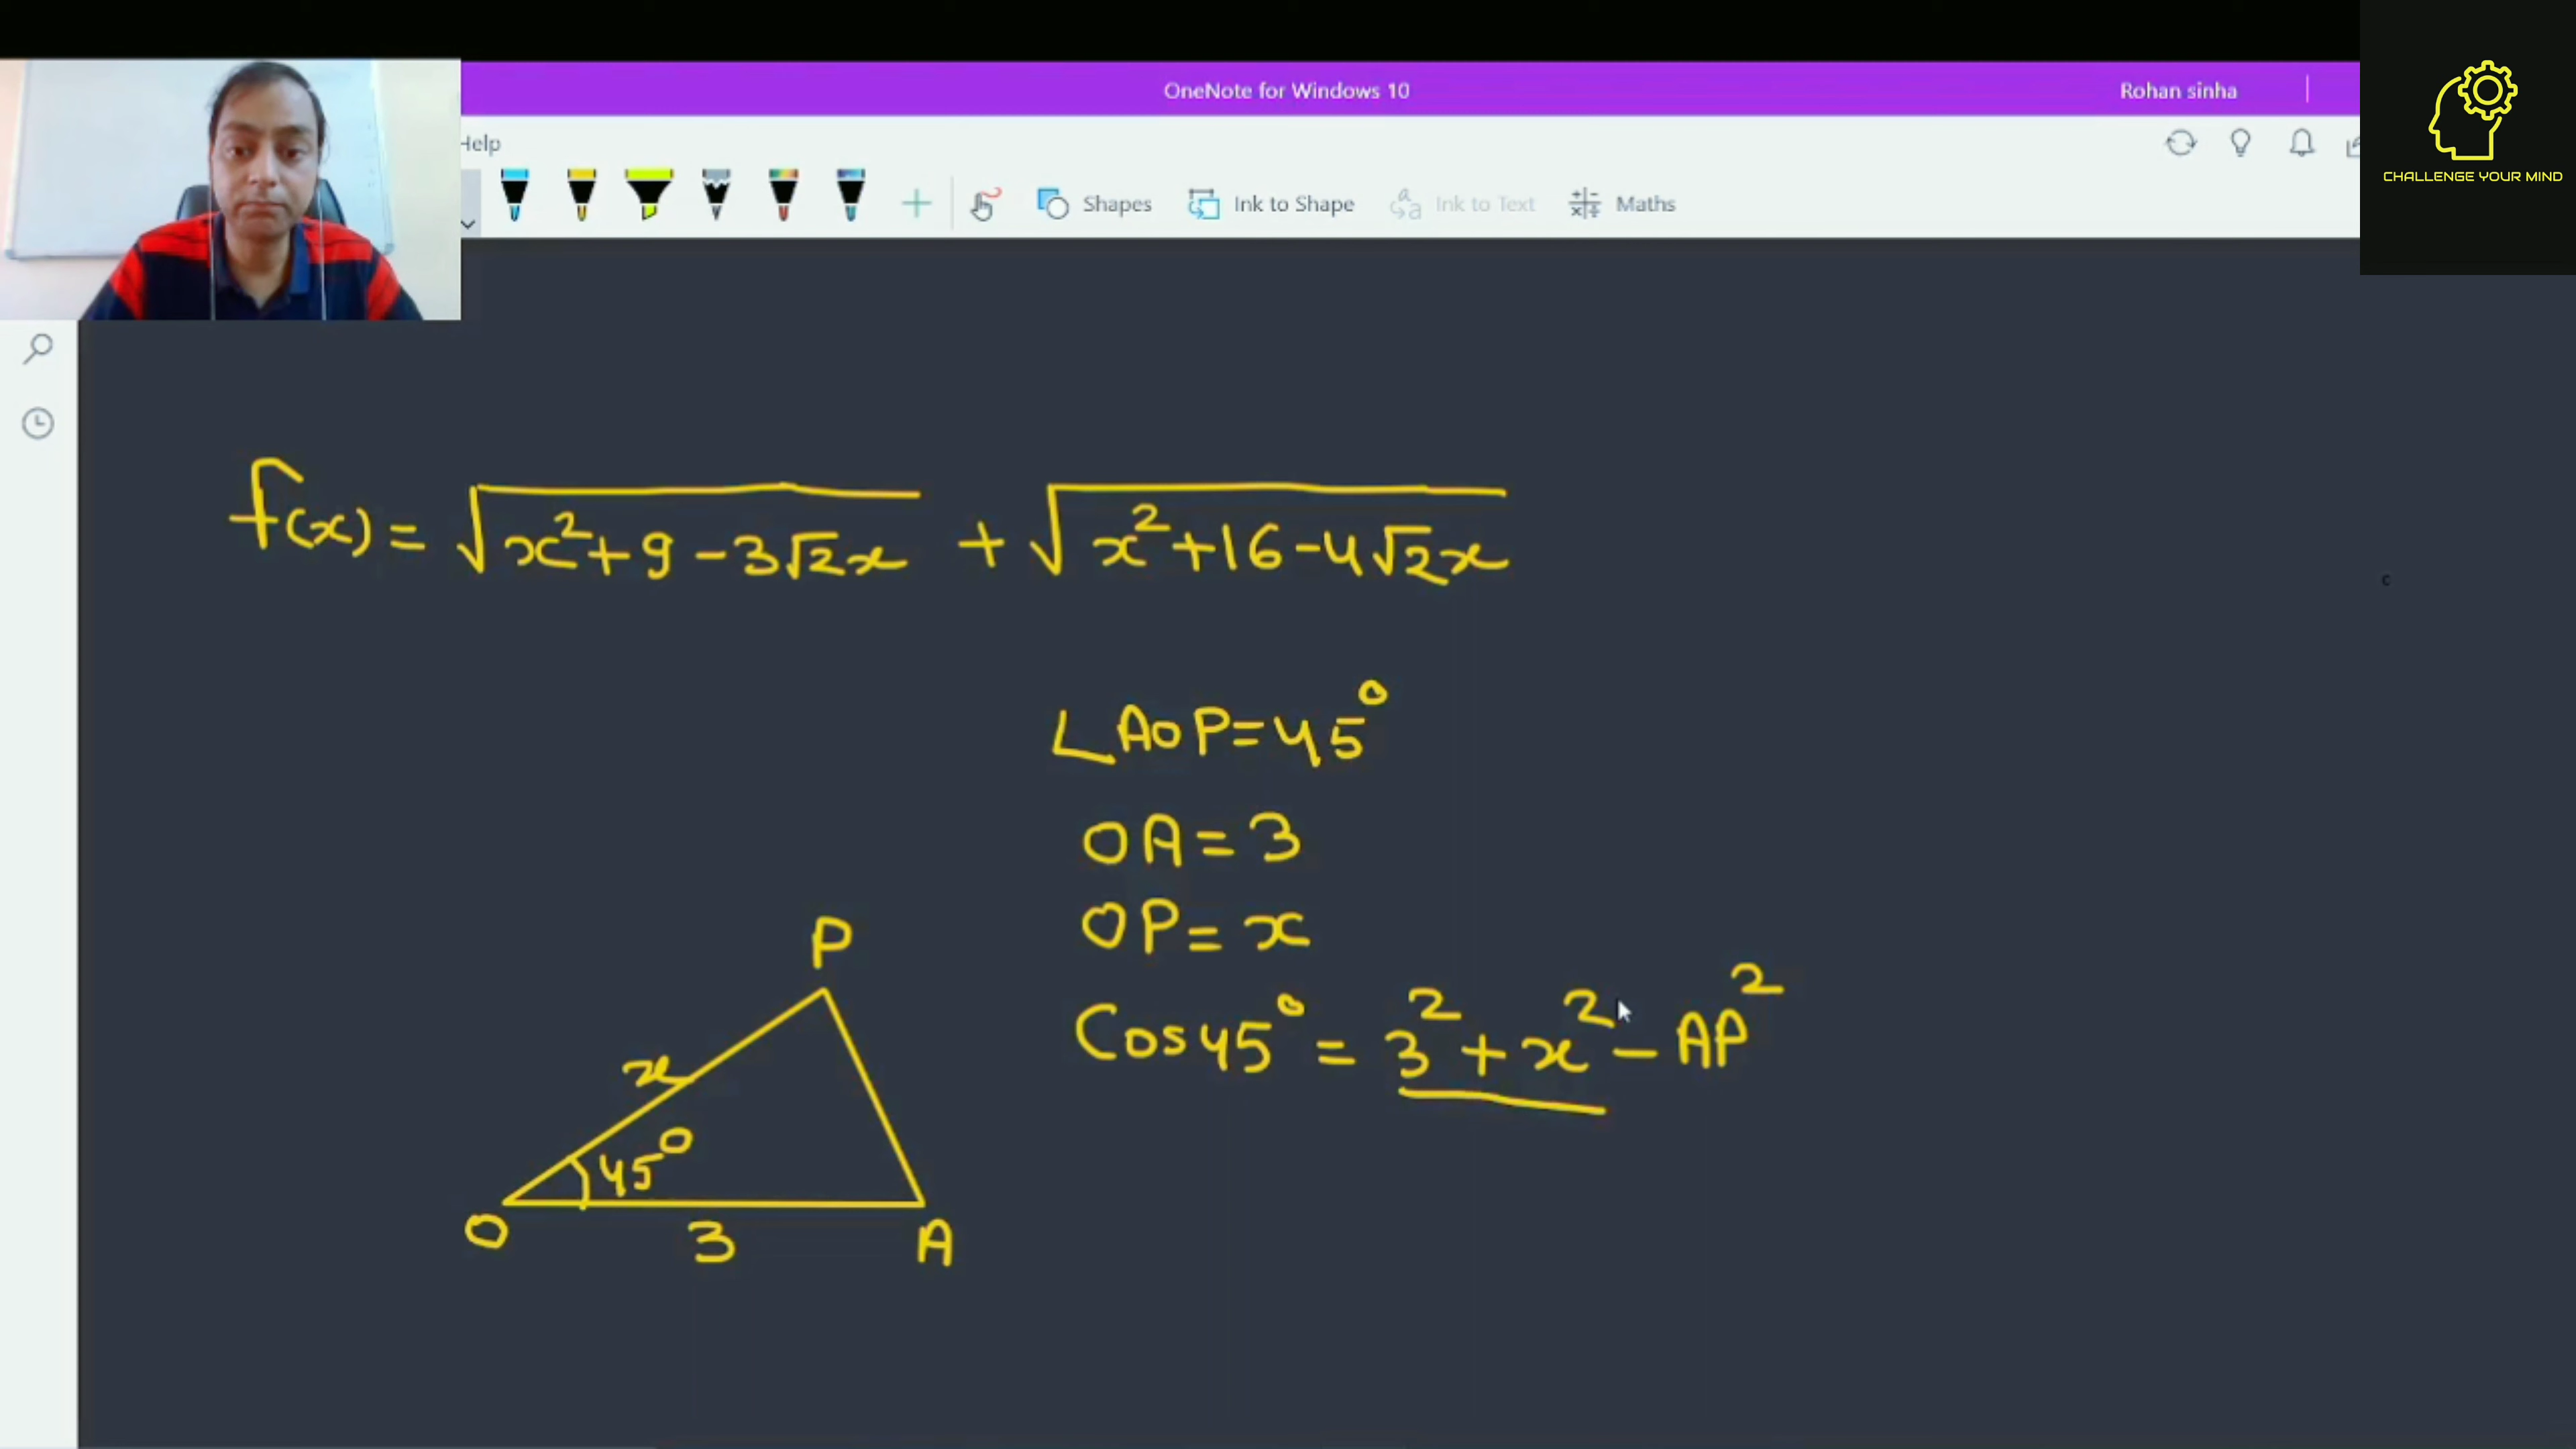 OneNote for Windows 10
Rohan sinha
CHALLENGE YOUR MIND
Help
Shapes
Ink to Shape
Ink to Text
Maths
f(x) = √(x²+9-3√2x) + √(x²+16-4√2x)
∠AOP=45°
OA=3
OP=x
Cos45° = 3²+x²-AP²
P
x
45°
O
3
A
c